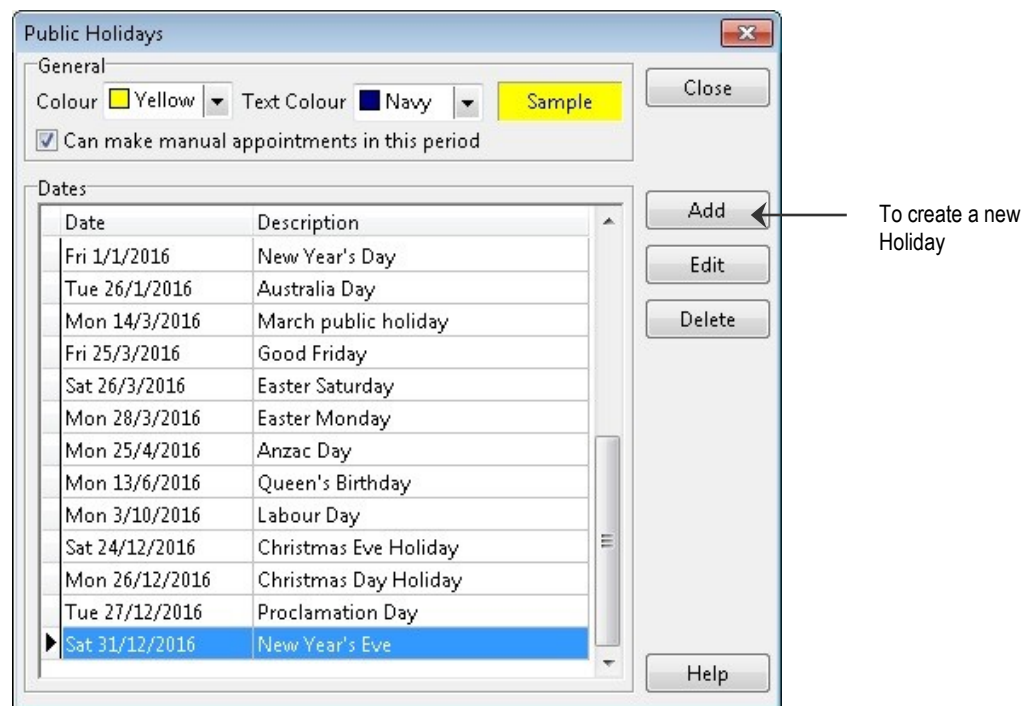 Public Holidays
General
Colour Yellow Text Colour Navy Sample
Close
Can make manual appointments in this period
Dates
Date Description
Fri 1/1/2016 New Year's Day
Tue 26/1/2016 Australia Day
Mon 14/3/2016 March public holiday
Fri 25/3/2016 Good Friday
Sat 26/3/2016 Easter Saturday
Mon 28/3/2016 Easter Monday
Mon 25/4/2016 Anzac Day
Mon 13/6/2016 Queen's Birthday
Mon 3/10/2016 Labour Day
Sat 24/12/2016 Christmas Eve Holiday
Mon 26/12/2016 Christmas Day Holiday
Tue 27/12/2016 Proclamation Day
Sat 31/12/2016 New Year's Eve
Add
Edit
Delete
Help
To create a new
Holiday